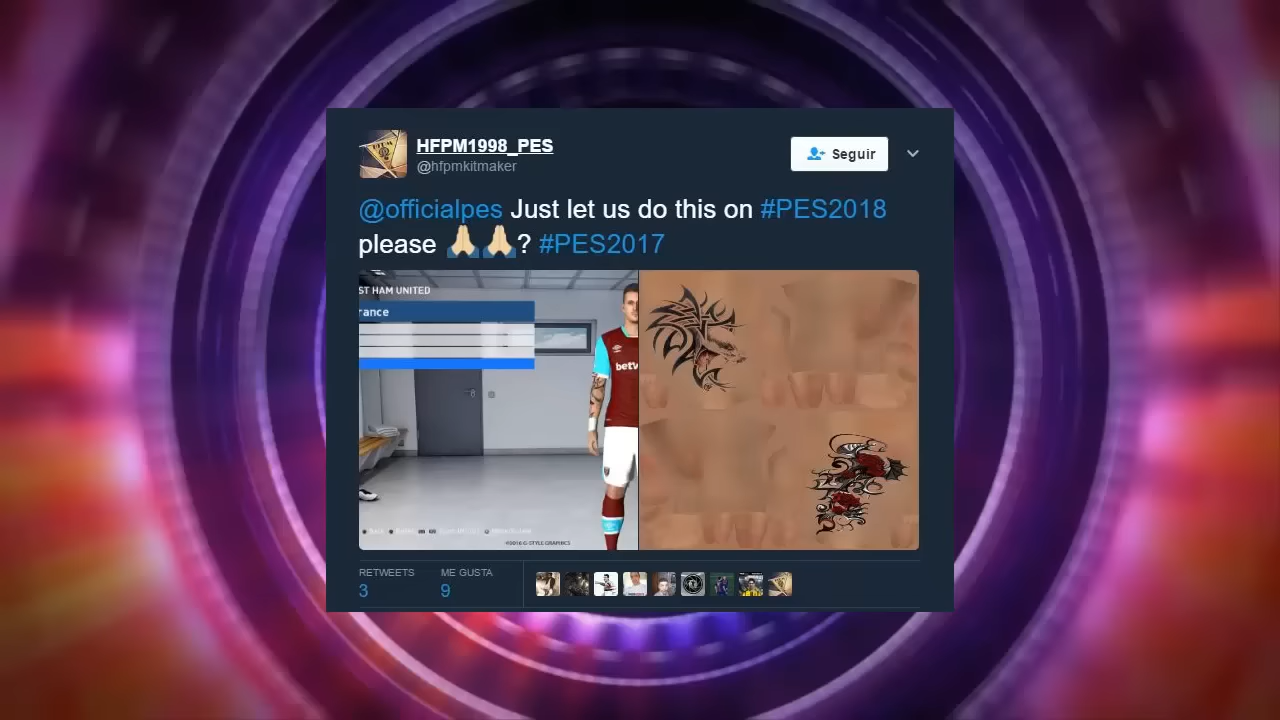 HFPM1998_PES
@hfpmkitmaker
Seguir
@officialpes Just let us do this on #PES2018
please 🙏🏻🙏🏻? #PES2017
ST HAM UNITED
rance
betw
©2016 G-STYLE GRAPHICS
RETWEETS
ME GUSTA
3
9